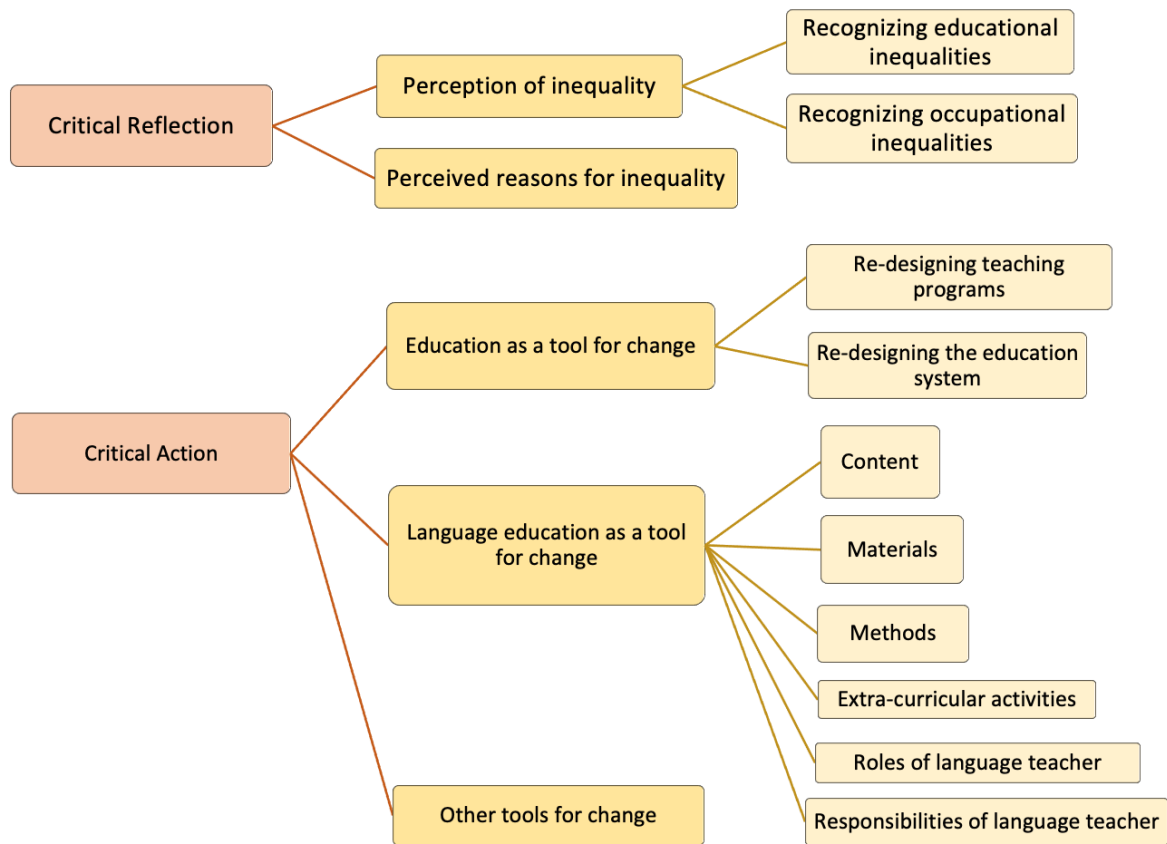 Critical Reflection
Perception of inequality
Recognizing educational
inequalities
Recognizing occupational
inequalities
Perceived reasons for inequality
Critical Action
Education as a tool for change
Re-designing teaching
programs
Re-designing the education
system
Language education as a tool
for change
Content
Materials
Methods
Extra-curricular activities
Roles of language teacher
Responsibilities of language teacher
Other tools for change